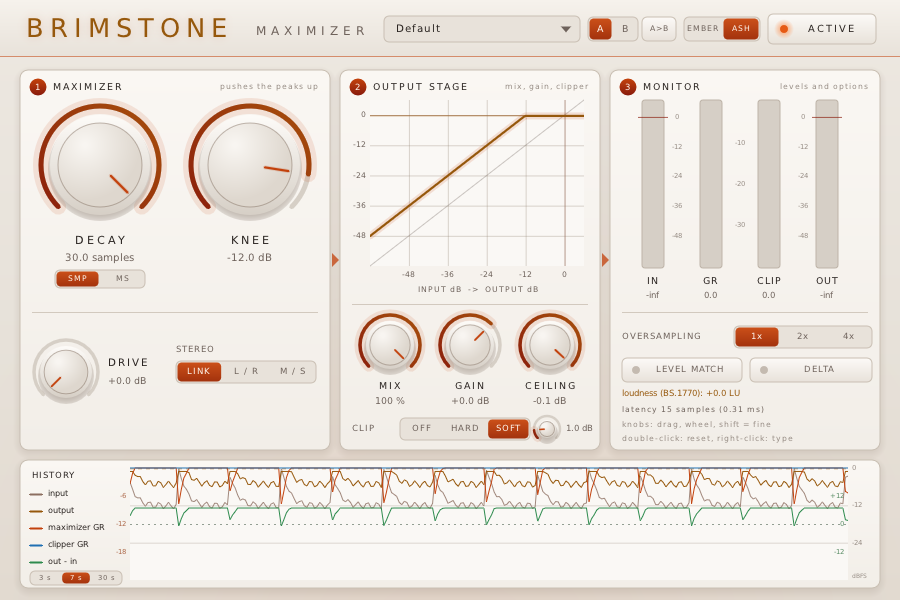 BRIMSTONE MAXIMIZER Default A B A>B EMBER ASH ACTIVE
1 MAXIMIZER pushes the peaks up
DECAY KNEE
30.0 samples -12.0 dB
SMP MS
DRIVE
+0.0 dB
STEREO
LINK L / R M / S
2 OUTPUT STAGE mix, gain, clipper
0
-12
-24
-36
-48
-48 -36 -24 -12 0
INPUT dB -> OUTPUT dB
MIX GAIN CEILING
100 % +0.0 dB -0.1 dB
CLIP OFF HARD SOFT 1.0 dB
3 MONITOR levels and options
0 0
-12 -10 -12
-24 -20 -24
-36 -30 -36
-48 -48
IN GR CLIP OUT
-inf 0.0 0.0 -inf
OVERSAMPLING 1x 2x 4x
LEVEL MATCH DELTA
loudness (BS.1770): +0.0 LU
latency 15 samples (0.31 ms)
knobs: drag, wheel, shift = fine
double-click: reset, right-click: type
HISTORY
input
output
maximizer GR
clipper GR
out - in
3 s 7 s 30 s
-6
-12
-18
+12
-0
-12
0
-12
-24
dBFS